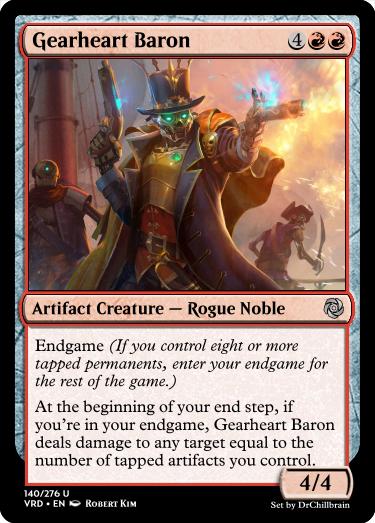 Gearheart Baron 4
Artifact Creature — Rogue Noble
Endgame (If you control eight or more
tapped permanents, enter your endgame for
the rest of the game.)
At the beginning of your end step, if
you're in your endgame, Gearheart Baron
deals damage to any target equal to the
number of tapped artifacts you control.
4/4
140/276 U
VRD • EN Robert Kim
Set by DrChillbrain